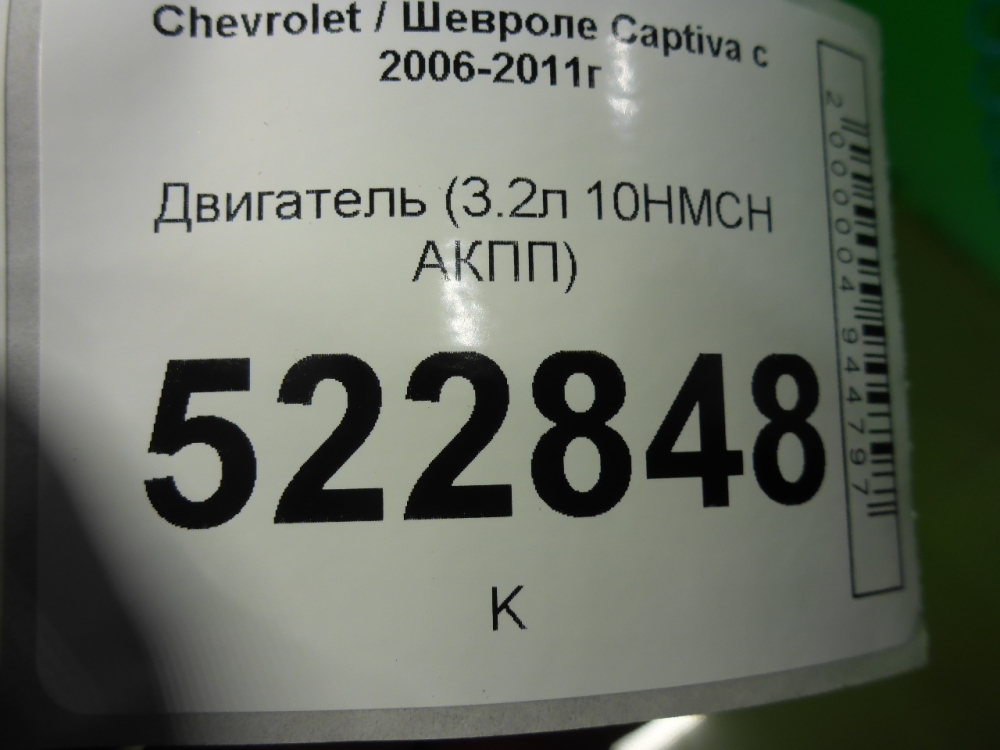 Chevrolet / Шевроле Captiva с
2006-2011г
Двигатель (3.2л 10HMCH
АКПП)
522848
К
2000004944797